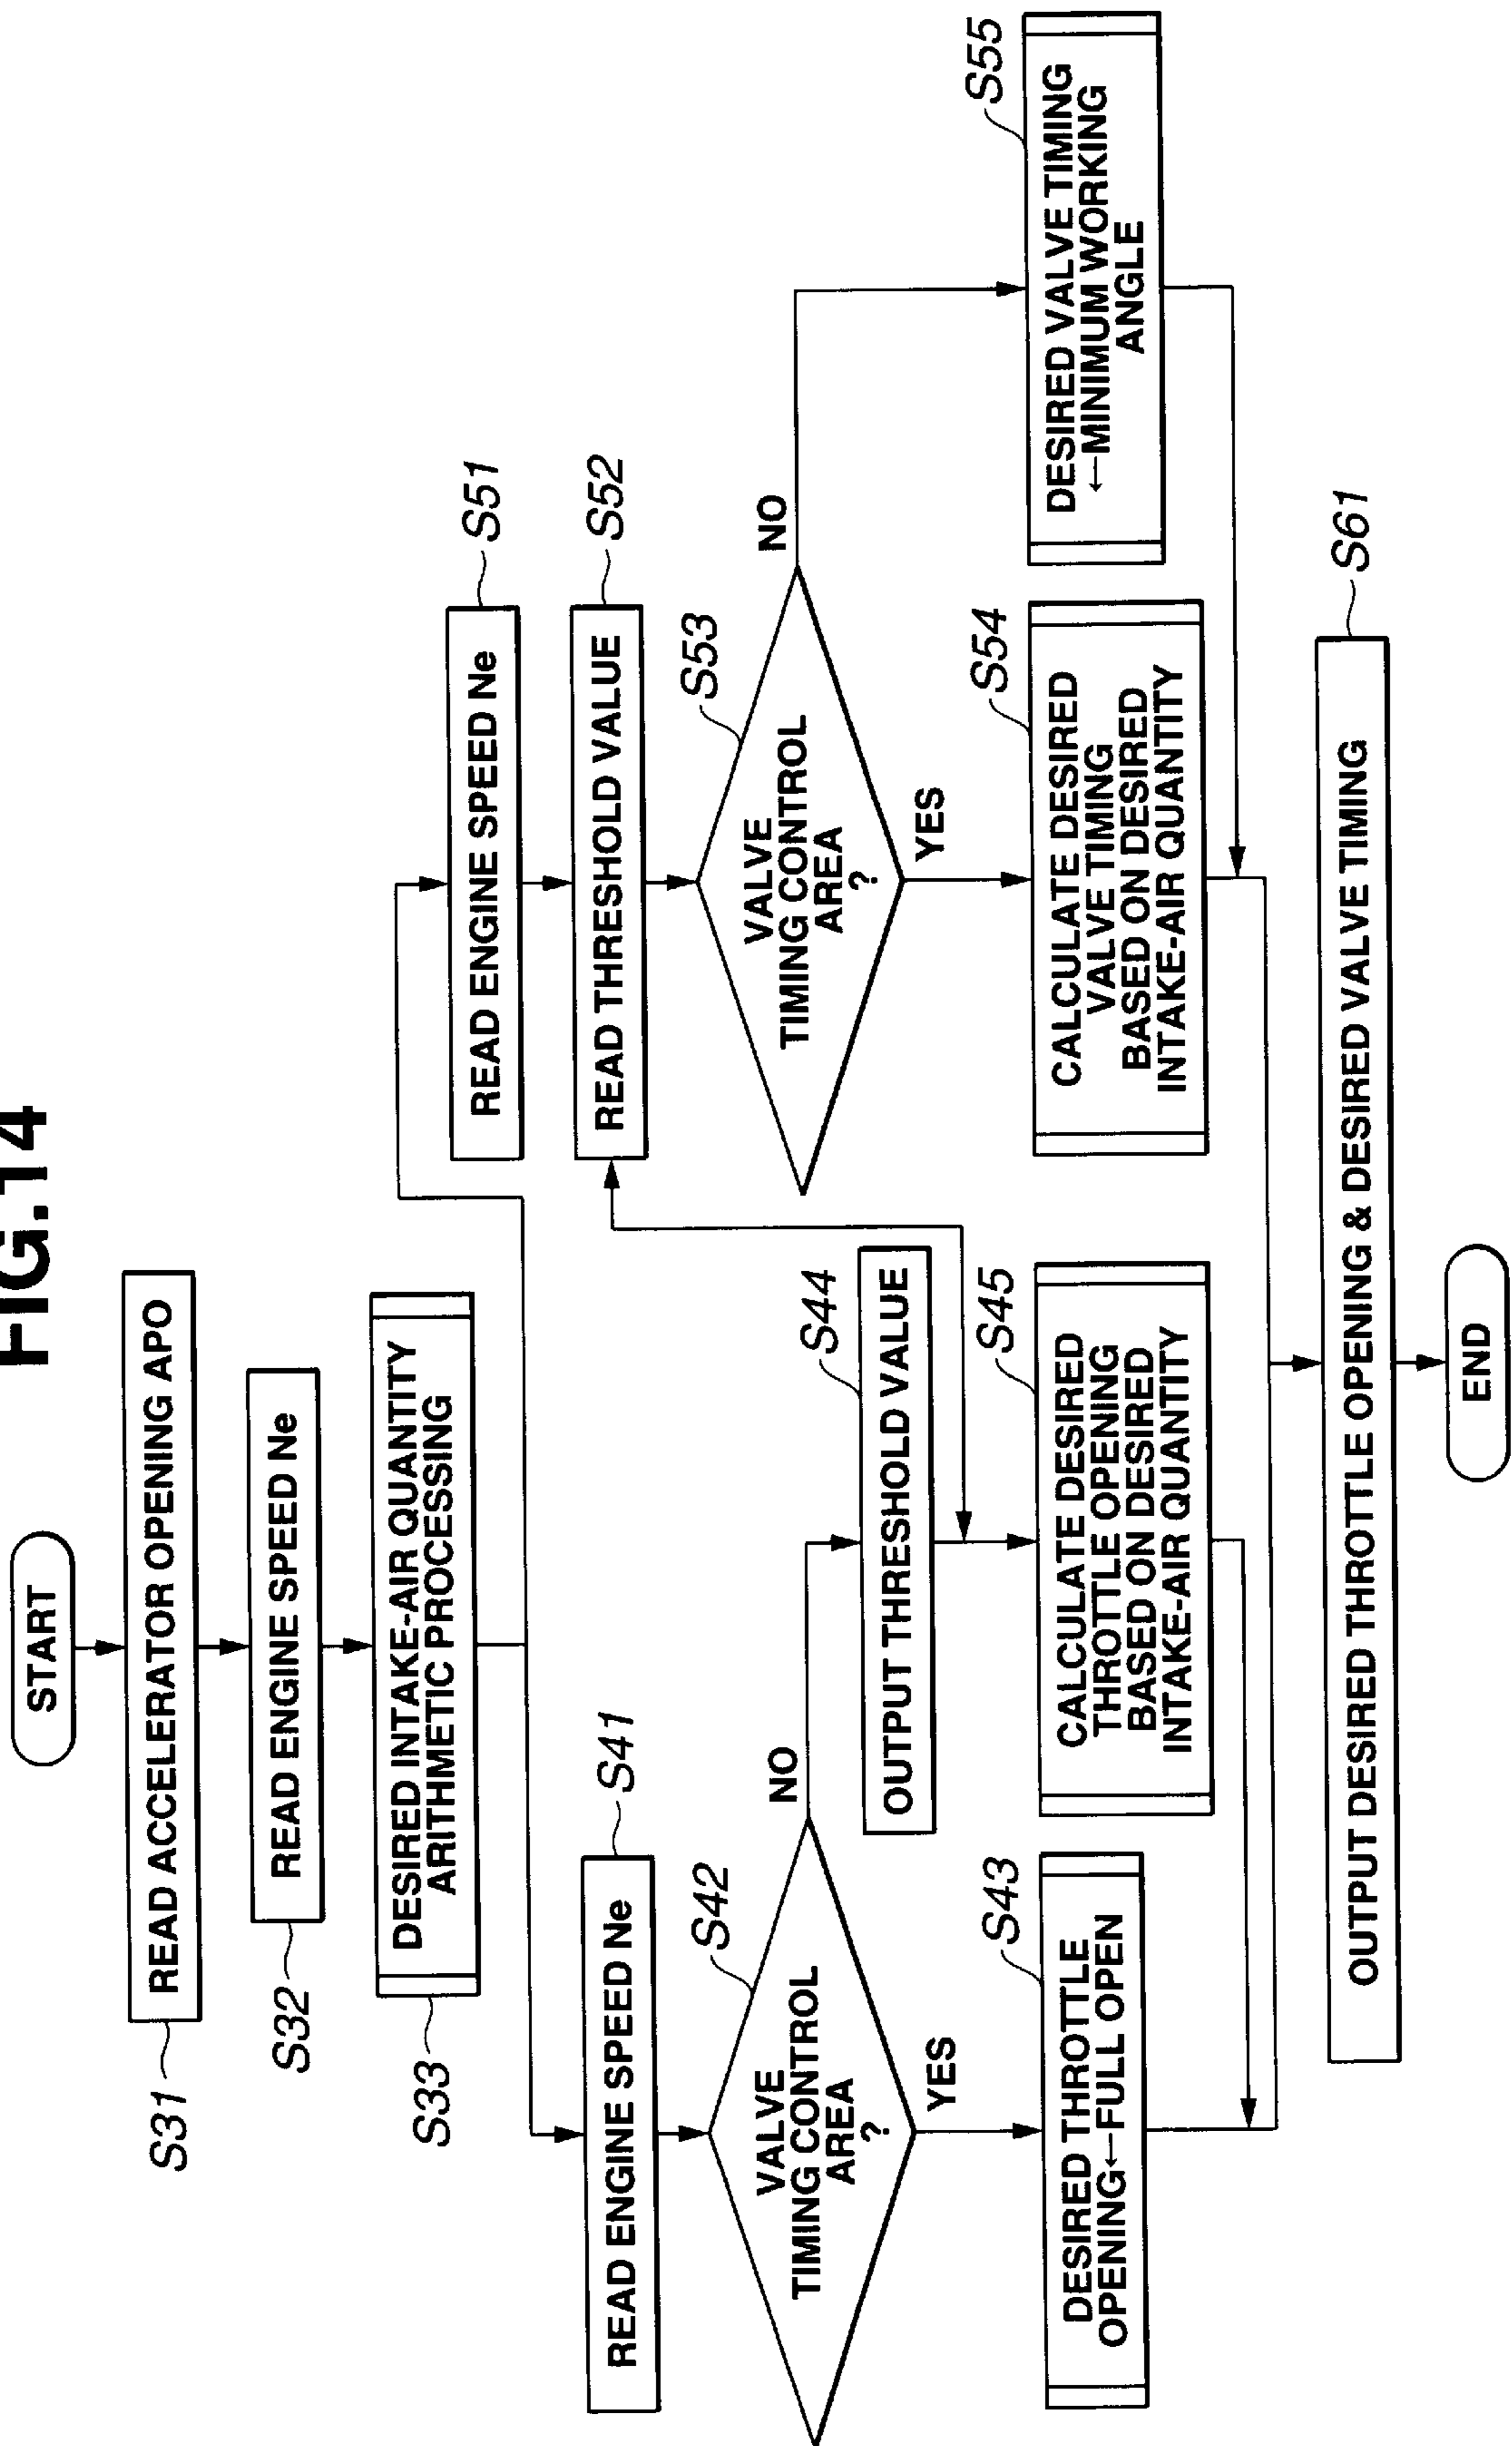 FIG.14
START
READ ACCELERATOR OPENING APO
S31
READ ENGINE SPEED Ne
S32
DESIRED INTAKE-AIR QUANTITY
ARITHMETIC PROCESSING
S33
READ ENGINE SPEED Ne
S41
VALVE
TIMING CONTROL
AREA
?
S42
NO
YES
DESIRED THROTTLE
OPENING←FULL OPEN
S43
OUTPUT THRESHOLD VALUE
S44
CALCULATE DESIRED
THROTTLE OPENING
BASED ON DESIRED
INTAKE-AIR QUANTITY
S45
READ ENGINE SPEED Ne
S51
READ THRESHOLD VALUE
S52
VALVE
TIMING CONTROL
AREA
?
S53
NO
YES
CALCULATE DESIRED
VALVE TIMING
BASED ON DESIRED
INTAKE-AIR QUANTITY
S54
DESIRED VALVE TIMING
←MINIMUM WORKING
ANGLE
S55
OUTPUT DESIRED THROTTLE OPENING & DESIRED VALVE TIMING
S61
END